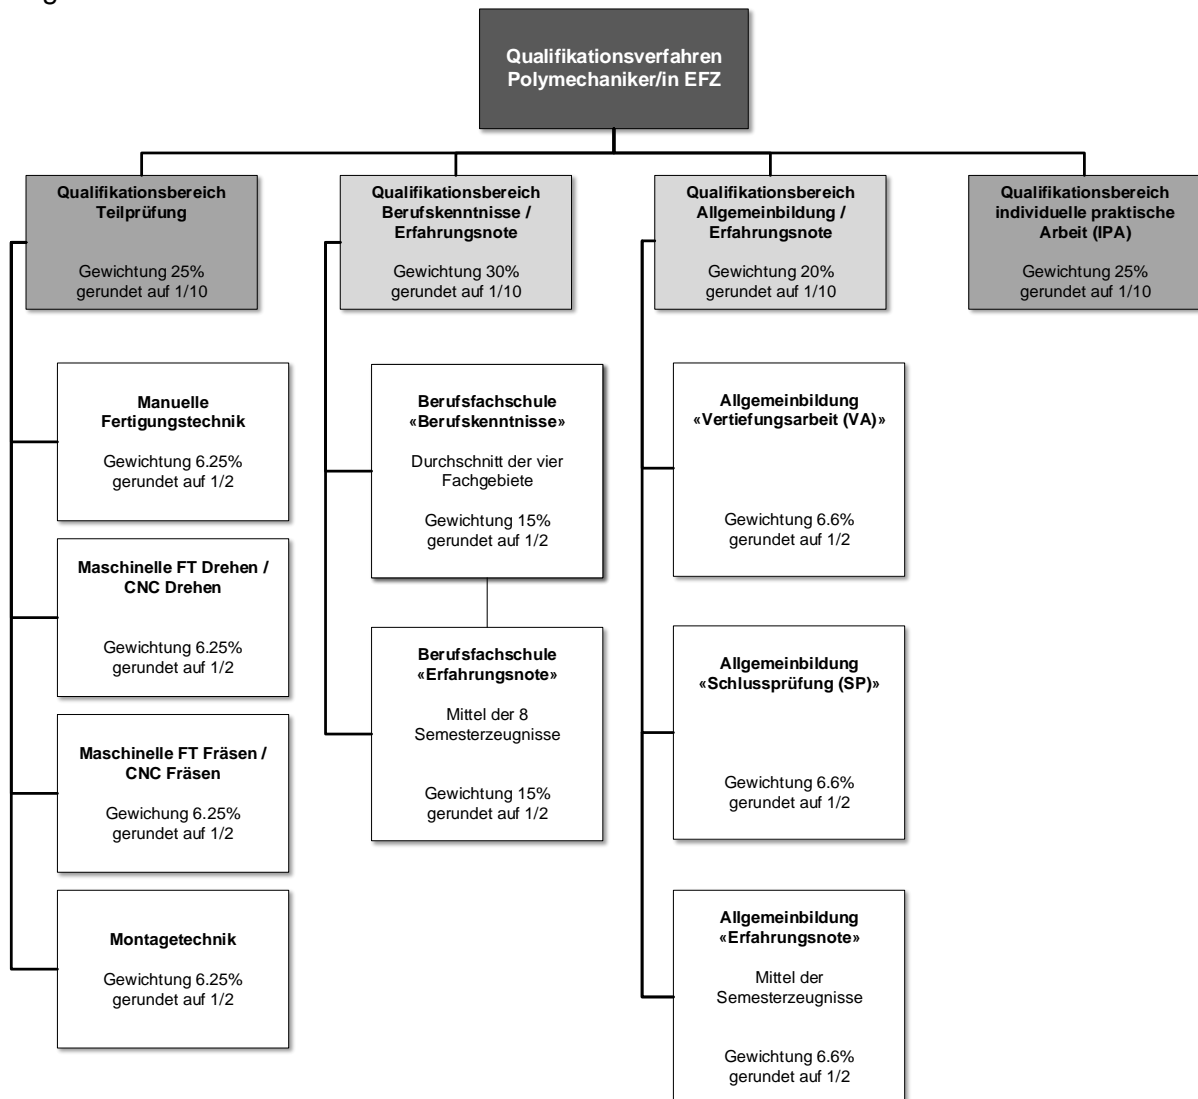 Qualifikationsverfahren
Polymechaniker/in EFZ
Qualifikationsbereich
Teilprüfung
Gewichtung 25%
gerundet auf 1/10
Qualifikationsbereich
Berufskenntnisse /
Erfahrungsnote
Gewichtung 30%
gerundet auf 1/10
Qualifikationsbereich
Allgemeinbildung /
Erfahrungsnote
Gewichtung 20%
gerundet auf 1/10
Qualifikationsbereich
individuelle praktische
Arbeit (IPA)
Gewichtung 25%
gerundet auf 1/10
Manuelle
Fertigungstechnik
Gewichtung 6.25%
gerundet auf 1/2
Maschinelle FT Drehen /
CNC Drehen
Gewichtung 6.25%
gerundet auf 1/2
Maschinelle FT Fräsen /
CNC Fräsen
Gewichung 6.25%
gerundet auf 1/2
Montagetechnik
Gewichtung 6.25%
gerundet auf 1/2
Berufsfachschule
«Berufskenntnisse»
Durchschnitt der vier
Fachgebiete
Gewichtung 15%
gerundet auf 1/2
Berufsfachschule
«Erfahrungsnote»
Mittel der 8
Semesterzeugnisse
Gewichtung 15%
gerundet auf 1/2
Allgemeinbildung
«Vertiefungsarbeit (VA)»
Gewichtung 6.6%
gerundet auf 1/2
Allgemeinbildung
«Schlussprüfung (SP)»
Gewichtung 6.6%
gerundet auf 1/2
Allgemeinbildung
«Erfahrungsnote»
Mittel der
Semesterzeugnisse
Gewichtung 6.6%
gerundet auf 1/2